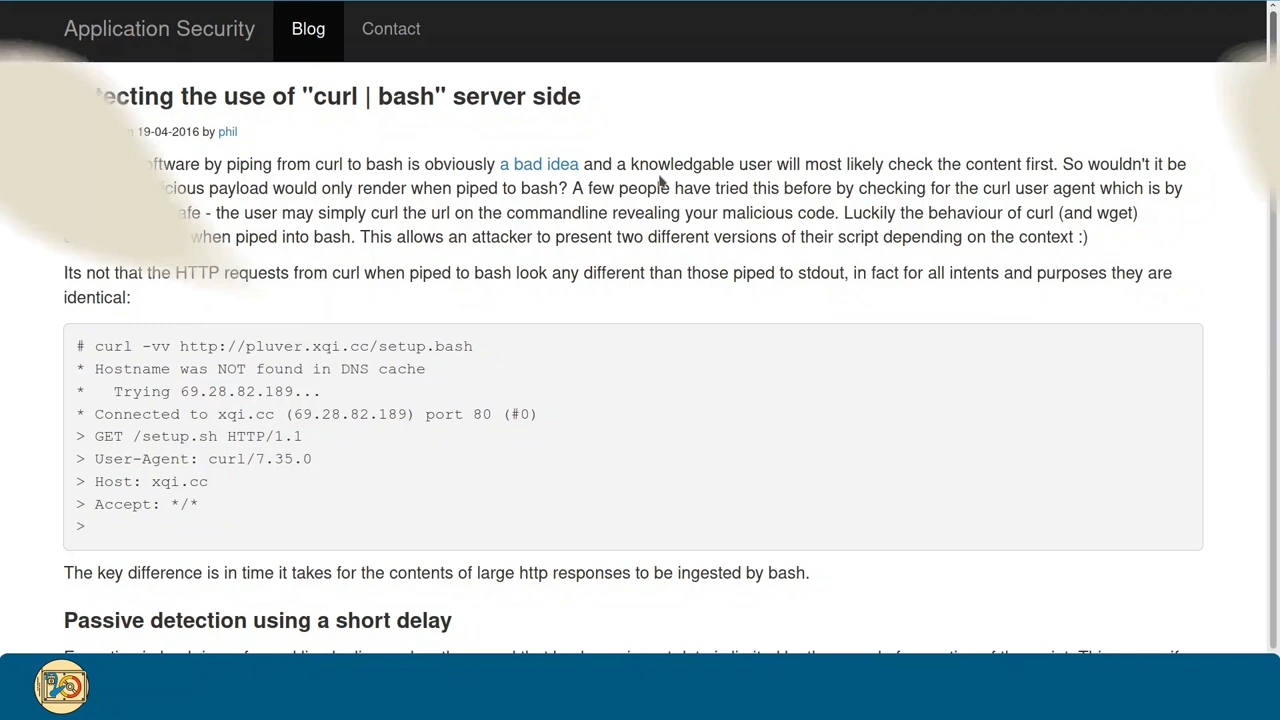 Application Security Blog Contact
tecting the use of "curl | bash" server side
19-04-2016 by phil
oftware by piping from curl to bash is obviously a bad idea and a knowledgable user will most likely check the content first. So wouldn't it be
icious payload would only render when piped to bash? A few people have tried this before by checking for the curl user agent which is by
afe - the user may simply curl the url on the commandline revealing your malicious code. Luckily the behaviour of curl (and wget)
when piped into bash. This allows an attacker to present two different versions of their script depending on the context :)
Its not that the HTTP requests from curl when piped to bash look any different than those piped to stdout, in fact for all intents and purposes they are
identical:
# curl -vv http://pluver.xqi.cc/setup.bash
* Hostname was NOT found in DNS cache
*   Trying 69.28.82.189...
* Connected to xqi.cc (69.28.82.189) port 80 (#0)
> GET /setup.sh HTTP/1.1
> User-Agent: curl/7.35.0
> Host: xqi.cc
> Accept: */*
>
The key difference is in time it takes for the contents of large http responses to be ingested by bash.
Passive detection using a short delay